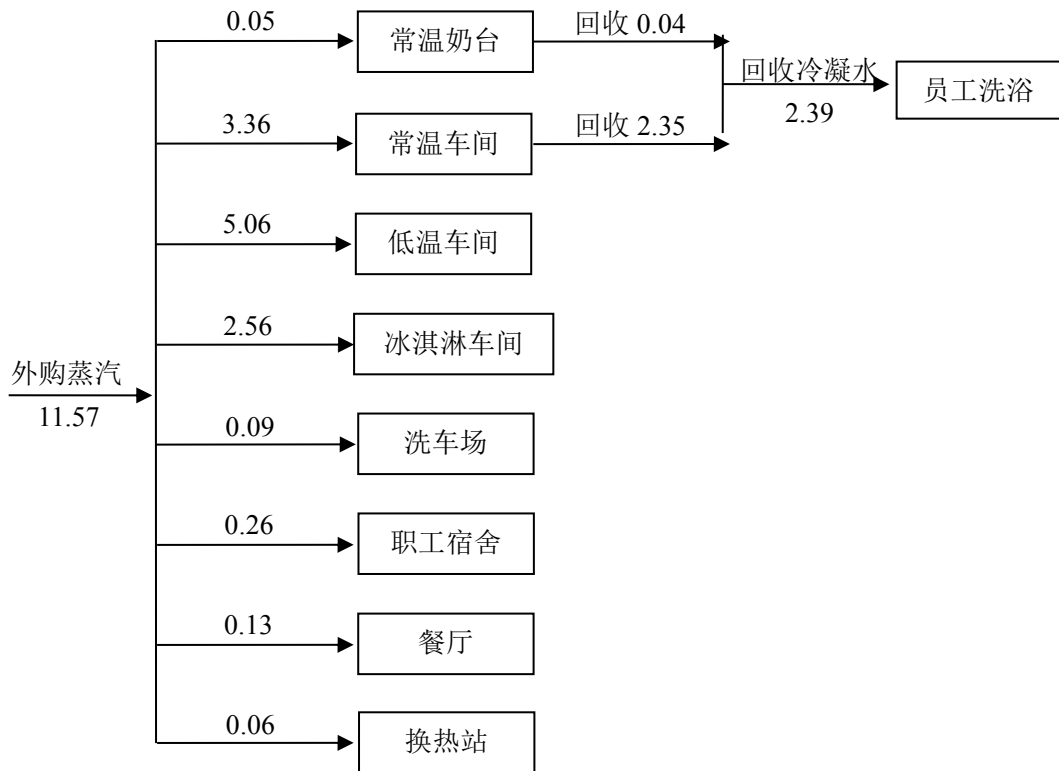 0.05
常温奶台
回收 0.04
回收冷凝水
2.39
员工洗浴
3.36
常温车间
回收 2.35
5.06
低温车间
2.56
冰淇淋车间
外购蒸汽
11.57
0.09
洗车场
0.26
职工宿舍
0.13
餐厅
0.06
换热站